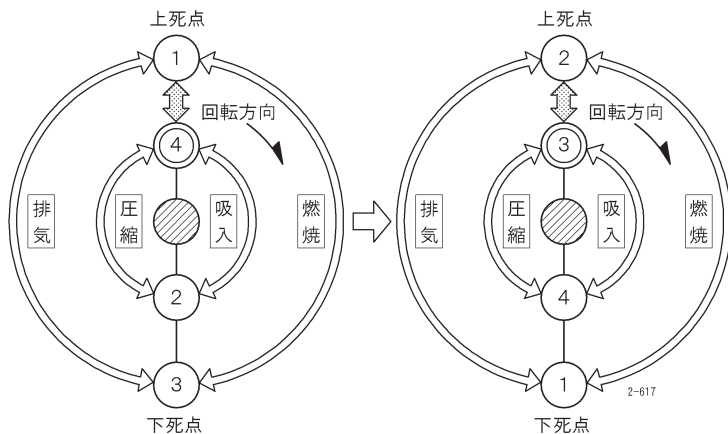 上死点
1
回転方向
4
排気
圧縮
吸入
燃焼
2
3
下死点
上死点
2
回転方向
3
排気
圧縮
吸入
燃焼
4
1
2-617
下死点